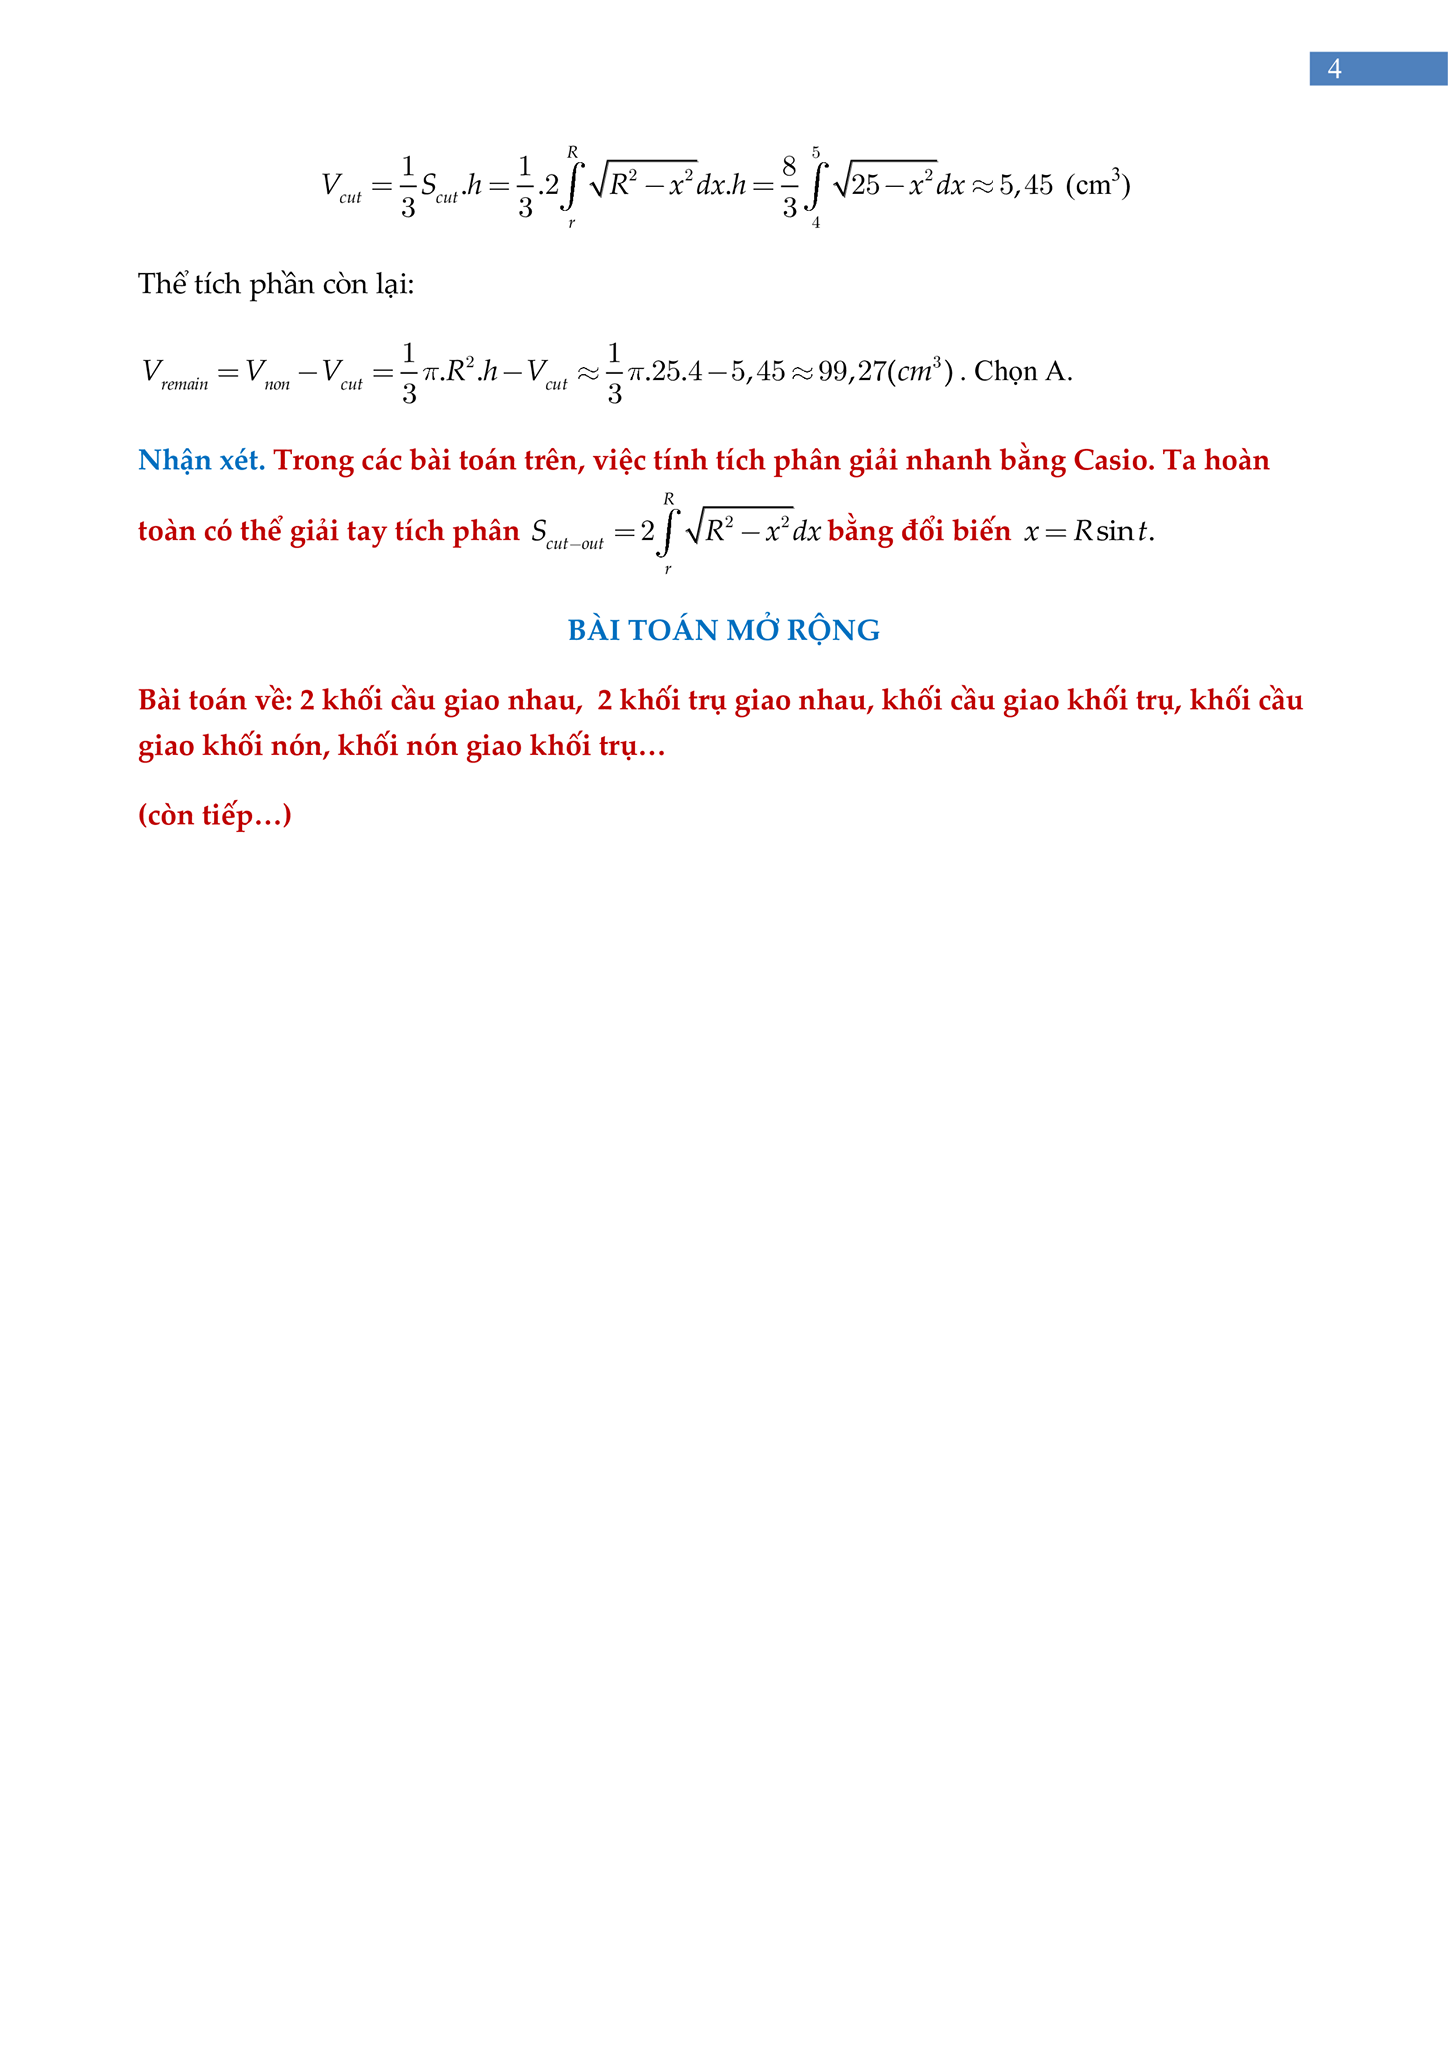 4
V_{cut} = \frac{1}{3} S_{cut}.h = \frac{1}{3}.2\int_{r}^{R} \sqrt{R^2 - x^2}dx.h = \frac{8}{3}\int_{4}^{5} \sqrt{25 - x^2}dx ≈ 5,45 (cm^3)
Thể tích phần còn lại:
V_{remain} = V_{non} − V_{cut} = \frac{1}{3}π.R^2.h − V_{cut} ≈ \frac{1}{3}π.25.4 − 5,45 ≈ 99,27(cm^3) . Chọn A.
Nhận xét. Trong các bài toán trên, việc tính tích phân giải nhanh bằng Casio. Ta hoàn
toàn có thể giải tay tích phân S_{cut−out} = 2\int_{r}^{R} \sqrt{R^2 − x^2}dx bằng đổi biến x = R sin t.
BÀI TOÁN MỞ RỘNG
Bài toán về: 2 khối cầu giao nhau, 2 khối trụ giao nhau, khối cầu giao khối trụ, khối cầu
giao khối nón, khối nón giao khối trụ…
(còn tiếp…)